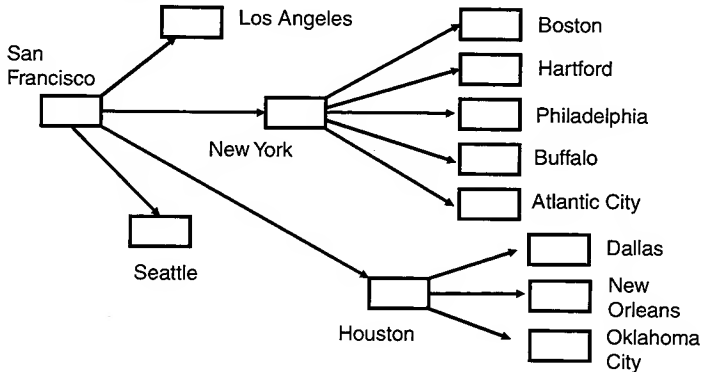 Los Angeles
San
Francisco
New York
Seattle
Boston
Hartford
Philadelphia
Buffalo
Atlantic City
Houston
Dallas
New
Orleans
Oklahoma
City